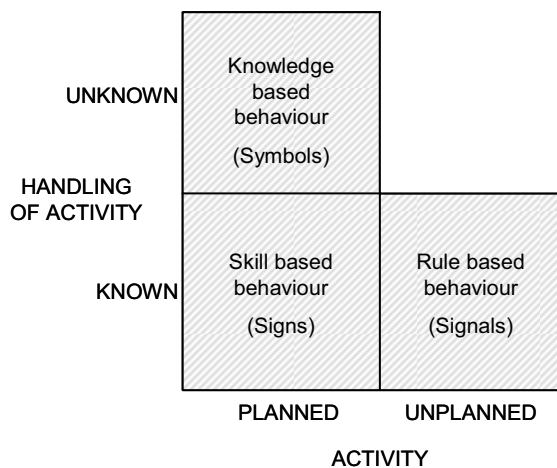 Knowledge
based
behaviour
(Symbols)
UNKNOWN
HANDLING
OF ACTIVITY
Skill based
behaviour
(Signs)
Rule based
behaviour
(Signals)
KNOWN
PLANNED
UNPLANNED
ACTIVITY